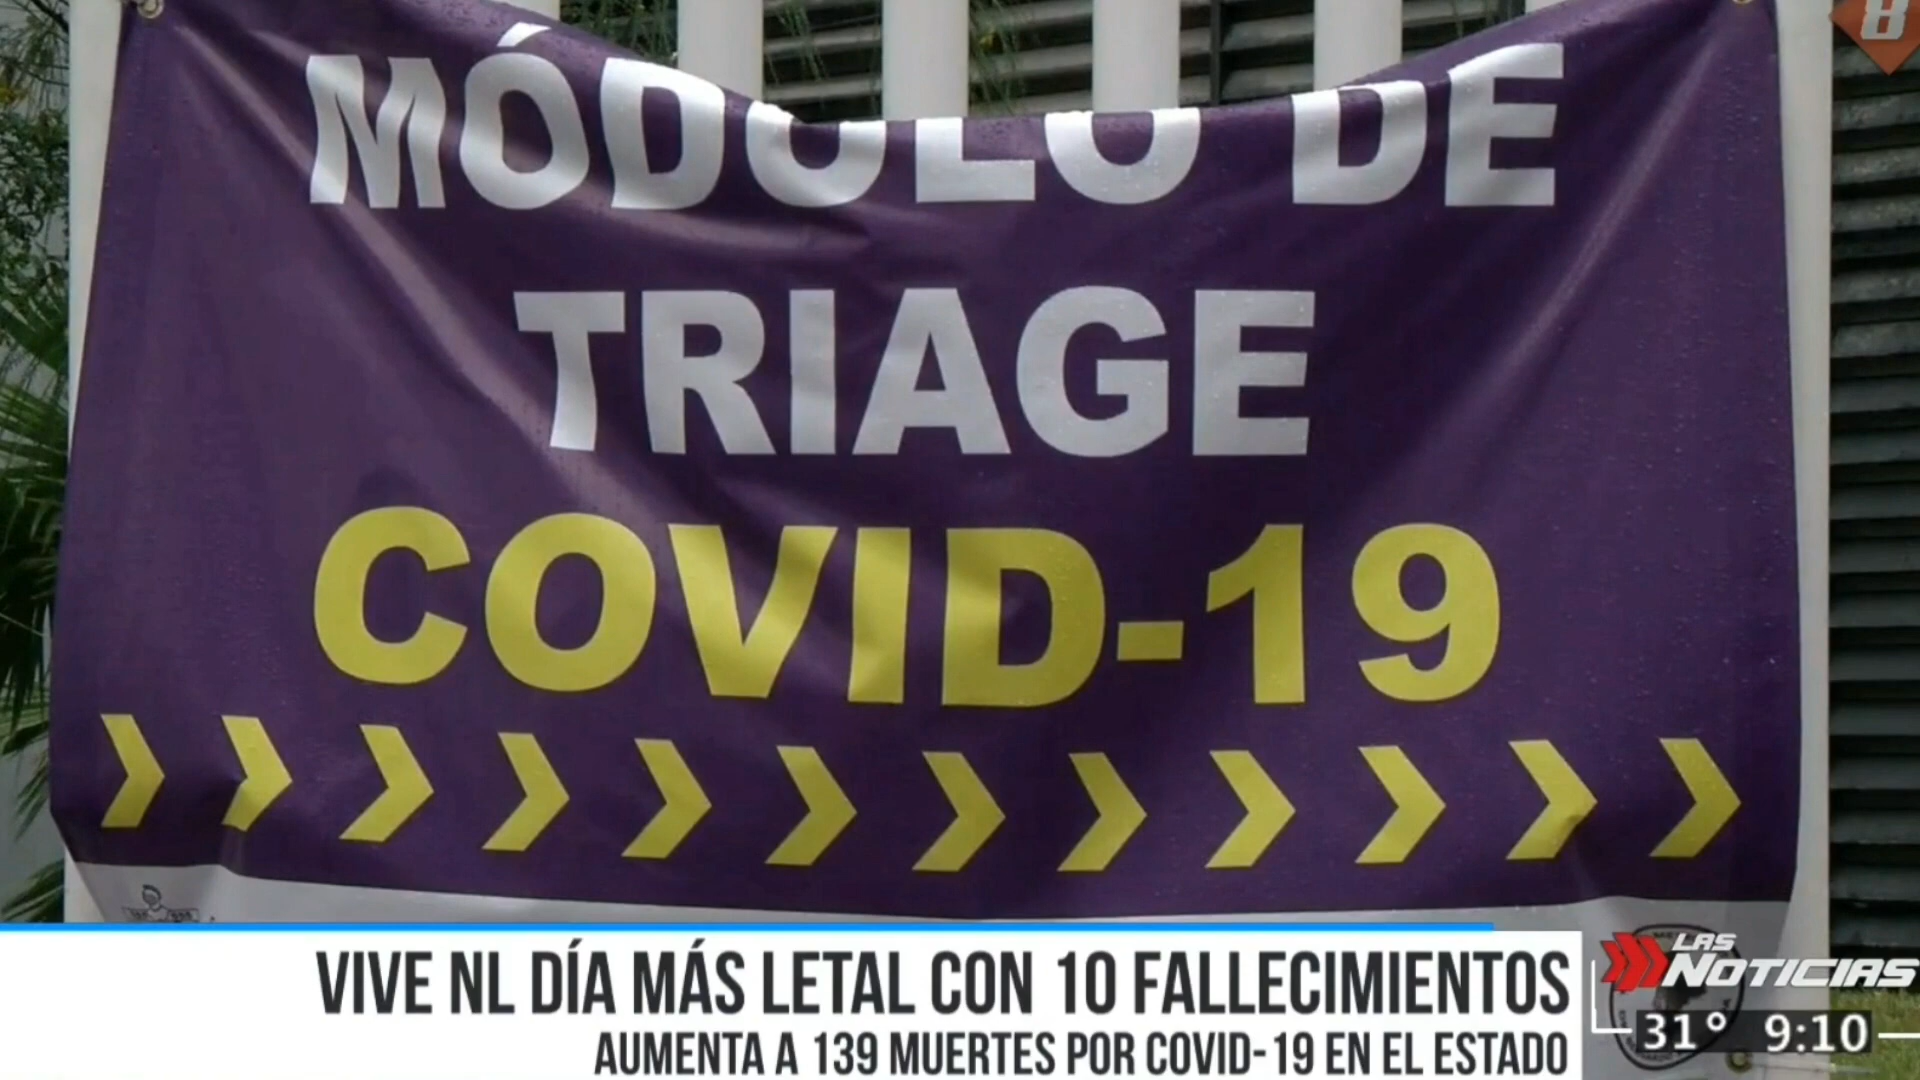 8
MÓDULO DE
TRIAGE
COVID-19
VIVE NL DÍA MÁS LETAL CON 10 FALLECIMIENTOS
AUMENTA A 139 MUERTES POR COVID-19 EN EL ESTADO
LAS
NOTICIAS
31° 9:10